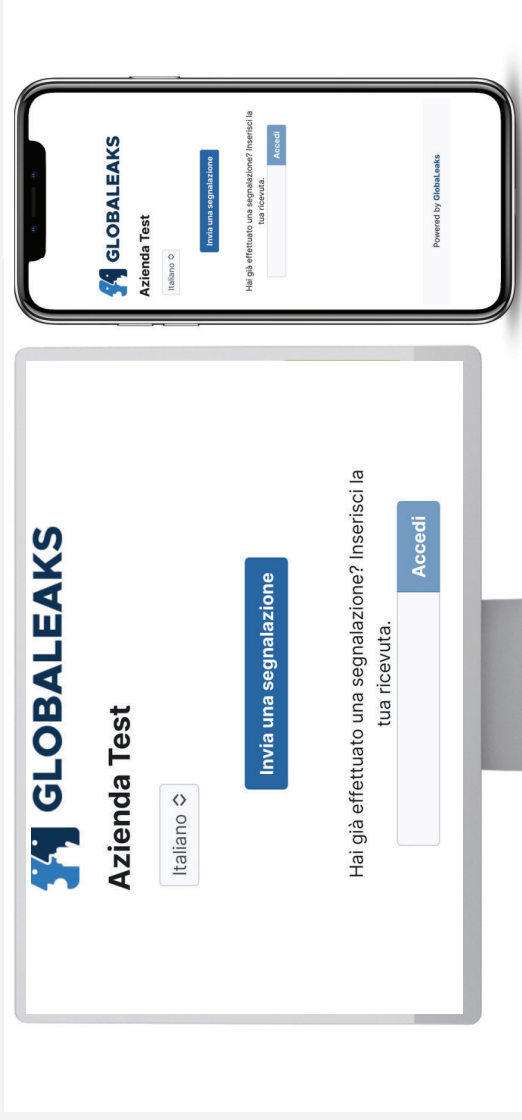 GLOBALEAKS
Azienda Test
Italiano
Invia una segnalazione
Hai già effettuato una segnalazione? Inserisci la
tua ricevuta.
Accedi
GLOBALEAKS
Azienda Test
Italiano
Invia una segnalazione
Hai già effettuato una segnalazione? Inserisci la
tua ricevuta.
Accedi
Powered by GlobaLeaks